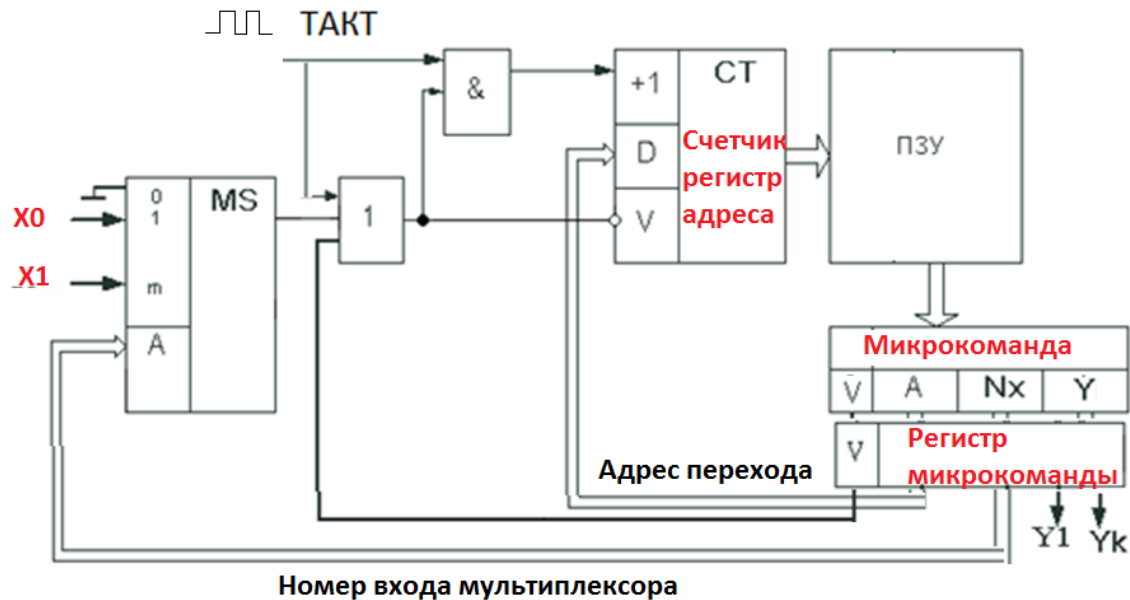 ТАКТ
&
+1
CT
D
Счетчик
регистр
адреса
V
ПЗУ
0
MS
1
X0
1
X1
m
A
Микрокоманда
V
A
Nx
Y
V
Регистр
микрокоманды
Адрес перехода
Y1
Yk
Номер входа мультиплексора